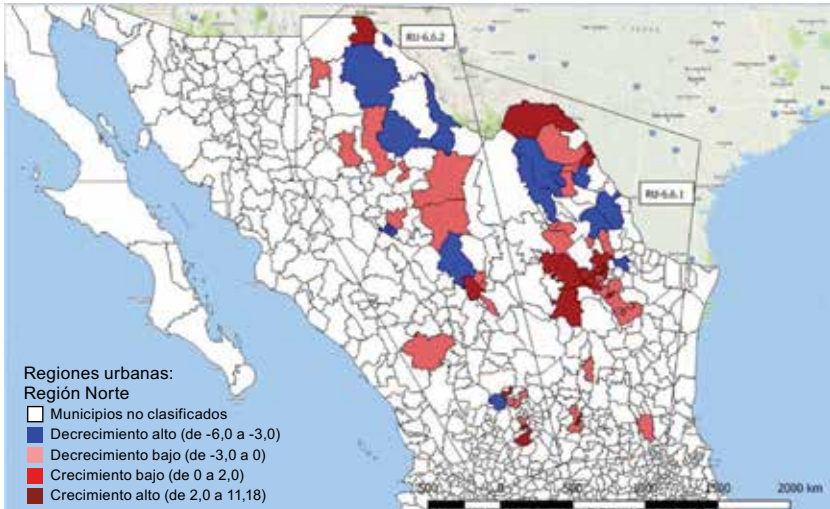 RU-6,6.2
RU-6,6.1
Regiones urbanas:
Región Norte
Municipios no clasificados
Decrecimiento alto (de -6,0 a -3,0)
Decrecimiento bajo (de -3,0 a 0)
Crecimiento bajo (de 0 a 2,0)
Crecimiento alto (de 2,0 a 11,18)
500 0 500 1000 1500 2000 km